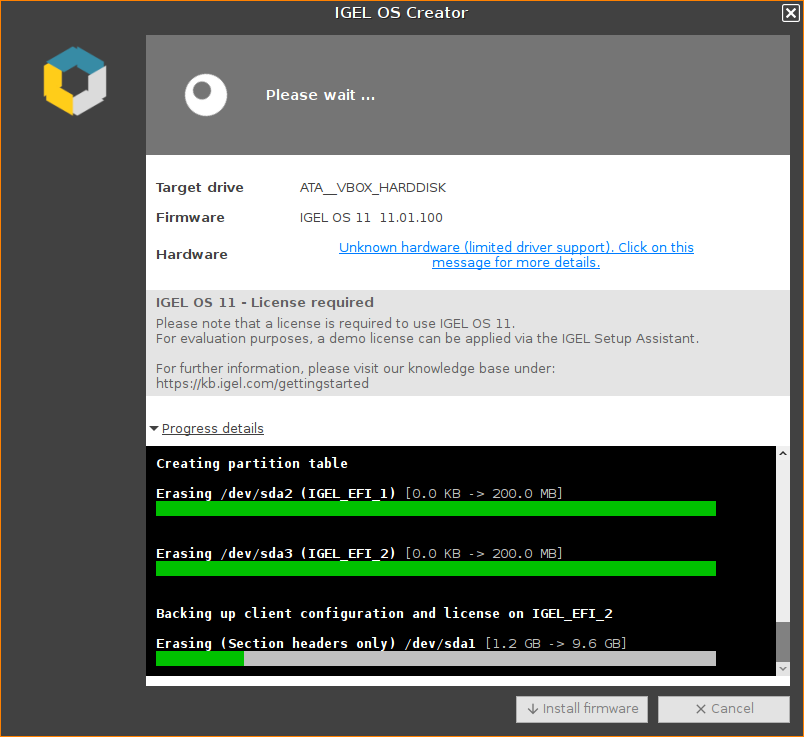 IGEL OS Creator
Please wait ...
Target drive ATA__VBOX_HARDDISK
Firmware IGEL OS 11 11.01.100
Hardware Unknown hardware (limited driver support). Click on this
message for more details.
IGEL OS 11 - License required
Please note that a license is required to use IGEL OS 11.
For evaluation purposes, a demo license can be applied via the IGEL Setup Assistant.
For further information, please visit our knowledge base under:
https://kb.igel.com/gettingstarted
Progress details
Creating partition table
Erasing /dev/sda2 (IGEL_EFI_1) [0.0 KB -> 200.0 MB]
Erasing /dev/sda3 (IGEL_EFI_2) [0.0 KB -> 200.0 MB]
Backing up client configuration and license on IGEL_EFI_2
Erasing (Section headers only) /dev/sda1 [1.2 GB -> 9.6 GB]
Install firmware Cancel